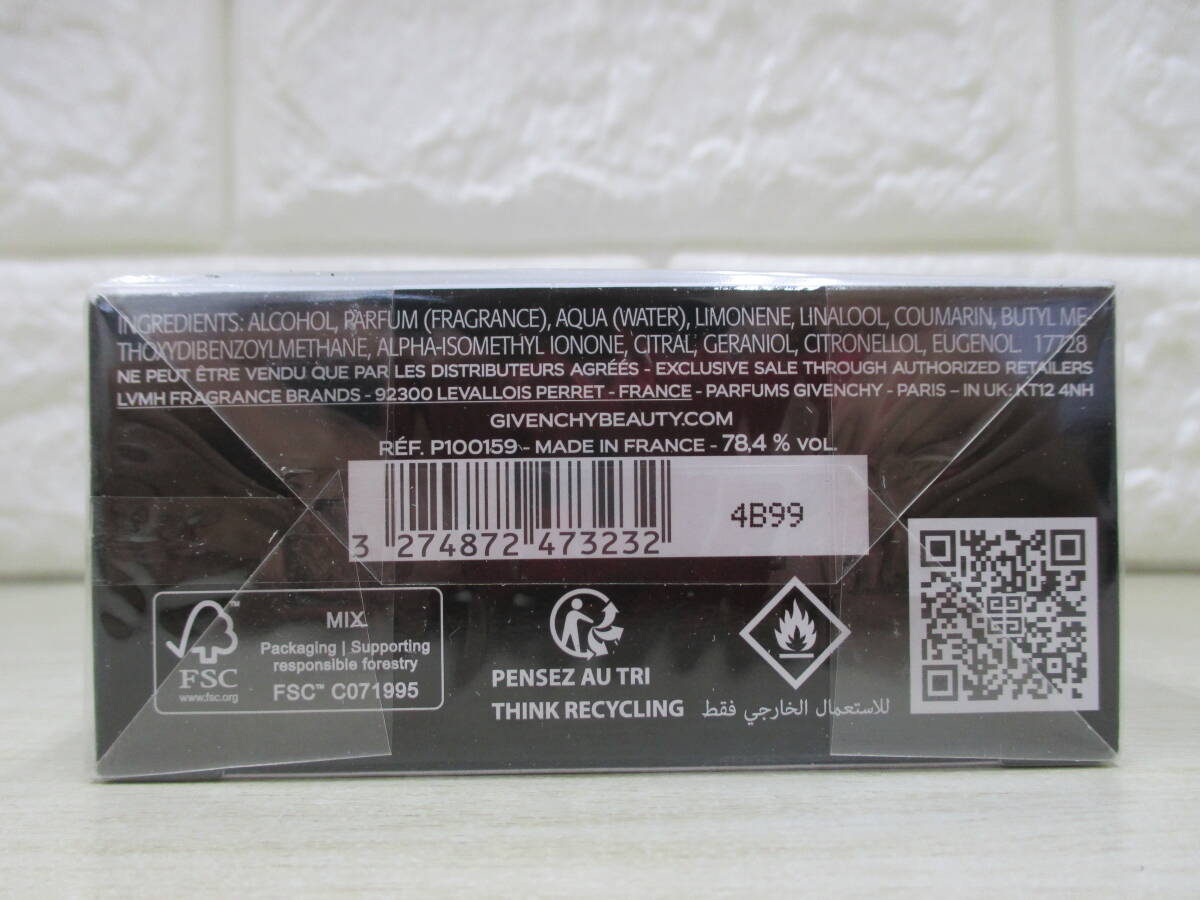 INGREDIENTS: ALCOHOL, PARFUM (FRAGRANCE), AQUA (WATER), LIMONENE, LINALOOL, COUMARIN, BUTYL ME-
THOXYDIBENZOYLMETHANE, ALPHA-ISOMETHYL IONONE, CITRAL, GERANIOL, CITRONELLOL, EUGENOL. 17728
NE PEUT ÊTRE VENDU QUE PAR LES DISTRIBUTEURS AGRÉÉS - EXCLUSIVE SALE THROUGH AUTHORIZED RETAILERS
LVMH FRAGRANCE BRANDS - 92300 LEVALLOIS PERRET - FRANCE - PARFUMS GIVENCHY - PARIS - IN UK: KT12 4NH
GIVENCHYBEAUTY.COM
RÉF. P100159 - MADE IN FRANCE - 78,4 % VOL.
3 274872 473232
4B99
FSC™
www.fsc.org
MIX
Packaging | Supporting
responsible forestry
FSC™ C071995
PENSEZ AU TRI
THINK RECYCLING
للاستعمال الخارجي فقط